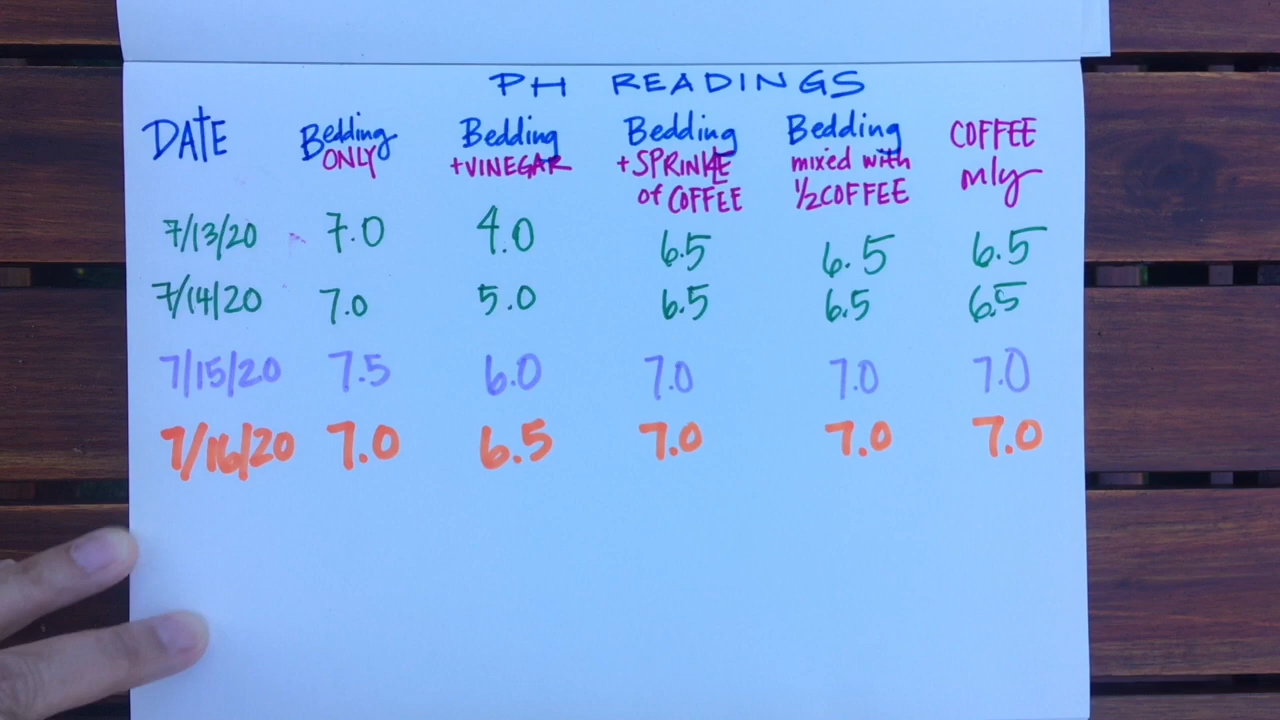 PH READINGS
DATE Bedding ONLY Bedding +VINEGAR Bedding +SPRINKLE of COFFEE Bedding mixed with 1/2 COFFEE COFFEE only
7/13/20 7.0 4.0 6.5 6.5 6.5
7/14/20 7.0 5.0 6.5 6.5 6.5
7/15/20 7.5 6.0 7.0 7.0 7.0
7/16/20 7.0 6.5 7.0 7.0 7.0